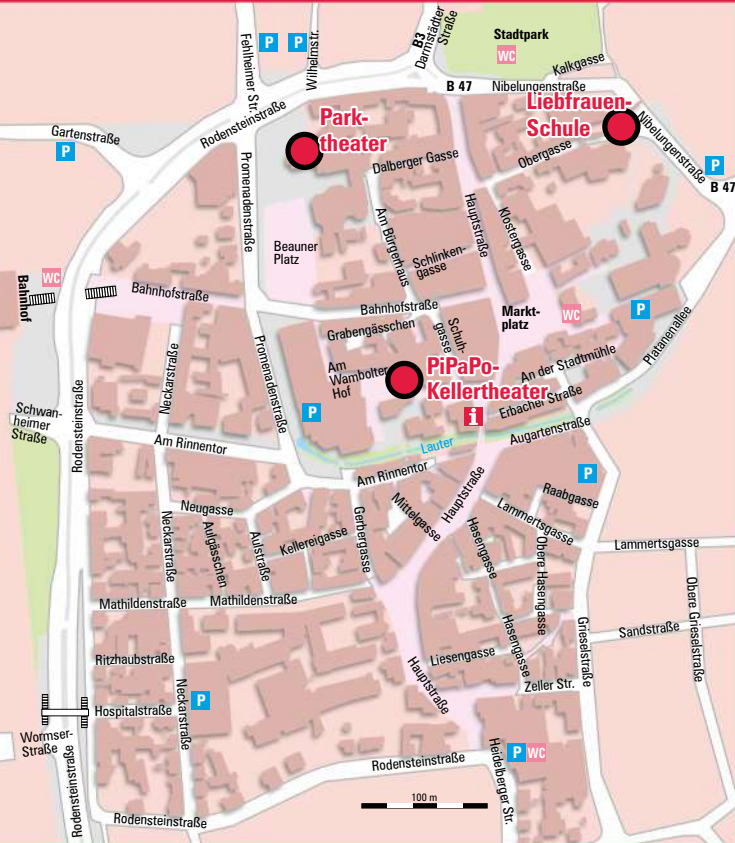 Fehlheimer Str.
P
P
Wilhelmstr.
B3
Darmstädter
Straße
Stadtpark
WC
Kalkgasse
B 47
Nibelungenstraße
Liebfrauen-
Schule
Nibelungenstraße
P
B 47
Gartenstraße
P
Rodensteinstraße
Park-
theater
Dalberger Gasse
Obergasse
Promenadenstraße
Am Bürgerhaus
Hauptstraße
Klostergasse
Beauner
Platz
Schlinken-
gasse
WC
Bahnhof
Bahnhofstraße
Bahnhofstraße
Markt-
platz
WC
P
Platanenallee
Grabengässchen
Schuh-
gasse
Am
Wambolter
Hof
PiPaPo-
Kellertheater
An der Stadtmühle
Erbacher Straße
i
Augartenstraße
Neckarstraße
Promenadenstraße
P
Rodensteinstraße
Schwan-
heimer
Straße
Am Rinnentor
Lauter
Am Rinnentor
Hauptstraße
Mittelgasse
P
Raabgasse
Lammertsgasse
Lammertsgasse
Neugasse
Neckarstraße
Aulgässchen
Aulstraße
Kellereigasse
Gerbergasse
Hasengasse
Obere Hasengasse
Obere Grieselstraße
Mathildenstraße
Mathildenstraße
Sandstraße
Grieselstraße
Hasengasse
Liesengasse
Zeller Str.
Ritzhaubstraße
Hauptstraße
Neckarstraße
P
Hospitalstraße
Wormser-
Straße
Rodensteinstraße
Rodensteinstraße
Heidelberger Str.
P
WC
100 m
Rodensteinstraße